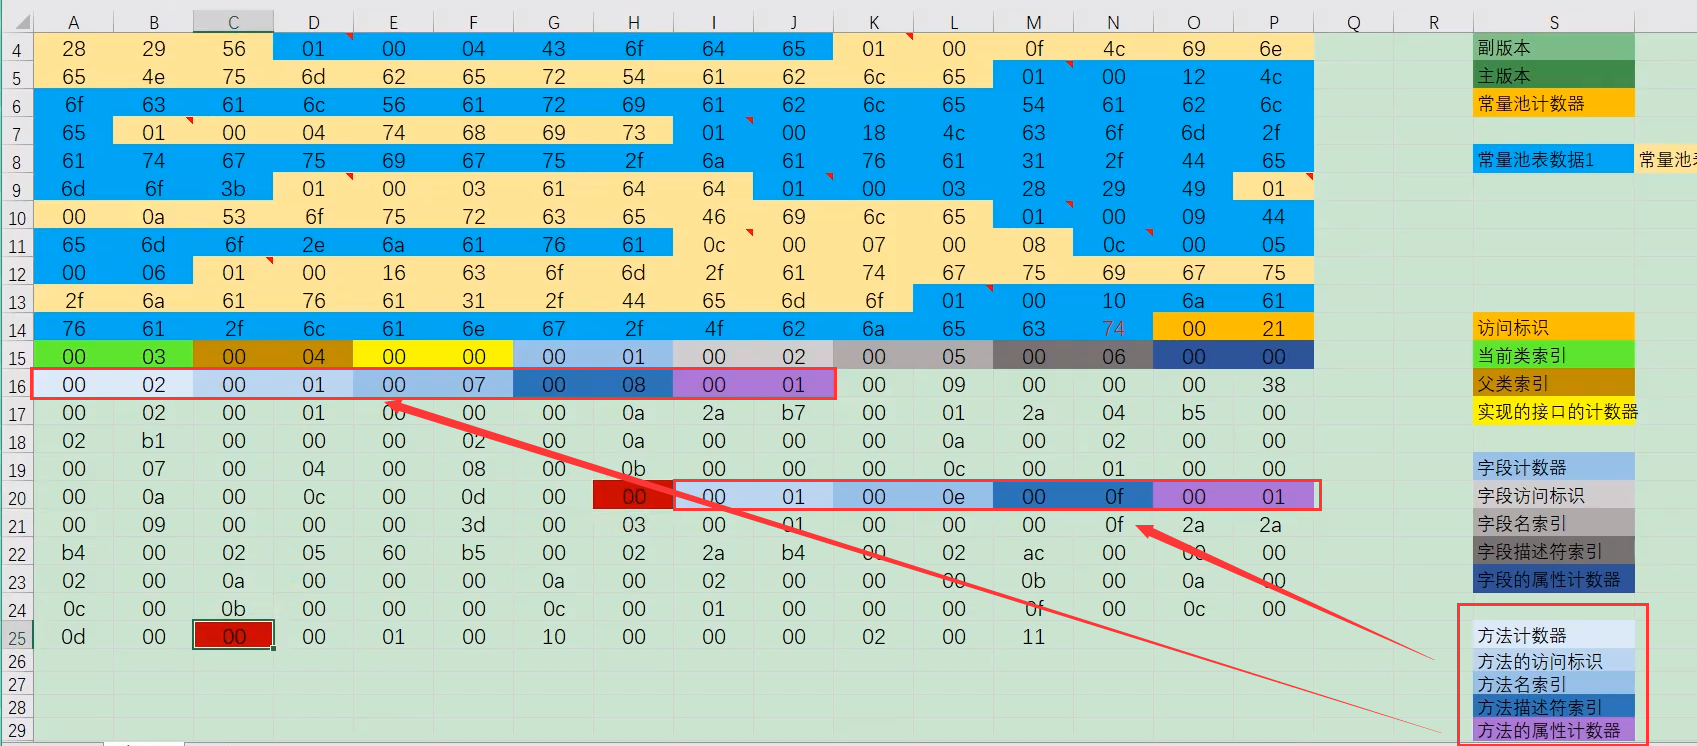 A B C D E F G H I J K L M N O P Q R S
4 28 29 56 01 00 04 43 6f 64 65 01 00 0f 4c 69 6e 副版本
5 65 4e 75 6d 62 65 72 54 61 62 6c 65 01 00 12 4c 主版本
6 6f 63 61 6c 56 61 72 69 61 62 6c 65 54 61 62 6c 常量池计数器
7 65 01 00 04 74 68 69 73 01 00 18 4c 63 6f 6d 2f
8 61 74 67 75 69 67 75 2f 6a 61 76 61 31 2f 44 65 常量池表数据1 常量池表
9 6d 6f 3b 01 00 03 61 64 64 01 00 03 28 29 49 01
10 00 0a 53 6f 75 72 63 65 46 69 6c 65 01 00 09 44
11 65 6d 6f 2e 6a 61 76 61 0c 00 07 00 08 0c 00 05
12 00 06 01 00 16 63 6f 6d 2f 61 74 67 75 69 67 75
13 2f 6a 61 76 61 31 2f 44 65 6d 6f 01 00 10 6a 61
14 76 61 2f 6c 61 6e 67 2f 4f 62 6a 65 63 74 00 21 访问标识
15 00 03 00 04 00 00 00 01 00 02 00 05 00 06 00 00 当前类索引
16 00 02 00 01 00 07 00 08 00 01 00 09 00 00 00 38 父类索引
17 00 02 00 01 00 00 00 0a 2a b7 00 01 2a 04 b5 00 实现的接口的计数器
18 02 b1 00 00 00 02 00 0a 00 00 00 0a 00 02 00 00
19 00 07 00 04 00 08 00 0b 00 00 00 0c 00 01 00 00 字段计数器
20 00 0a 00 0c 00 0d 00 00 00 01 00 0e 00 0f 00 01 字段访问标识
21 00 09 00 00 00 3d 00 03 00 01 00 00 00 0f 2a 2a 字段名索引
22 b4 00 02 05 60 b5 00 02 2a b4 00 02 ac 00 00 00 字段描述符索引
23 02 00 0a 00 00 00 0a 00 02 00 00 00 0b 00 0a 00 字段的属性计数器
24 0c 00 0b 00 00 00 0c 00 01 00 00 00 0f 00 0c 00
25 0d 00 00 00 01 00 10 00 00 00 02 00 11 方法计数器
26 方法的访问标识
27 方法名索引
28 方法描述符索引
29 方法的属性计数器